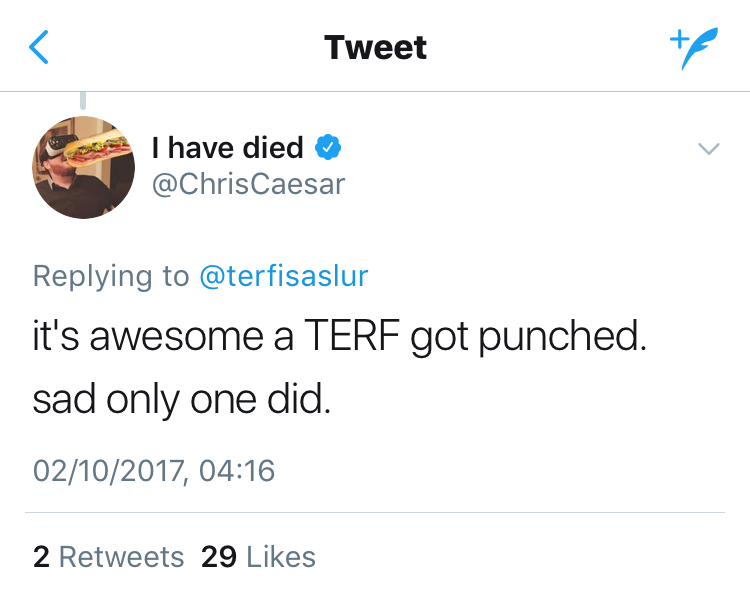 Tweet
I have died
@ChrisCaesar
Replying to @terfisaslur
it's awesome a TERF got punched.
sad only one did.
02/10/2017, 04:16
2 Retweets 29 Likes